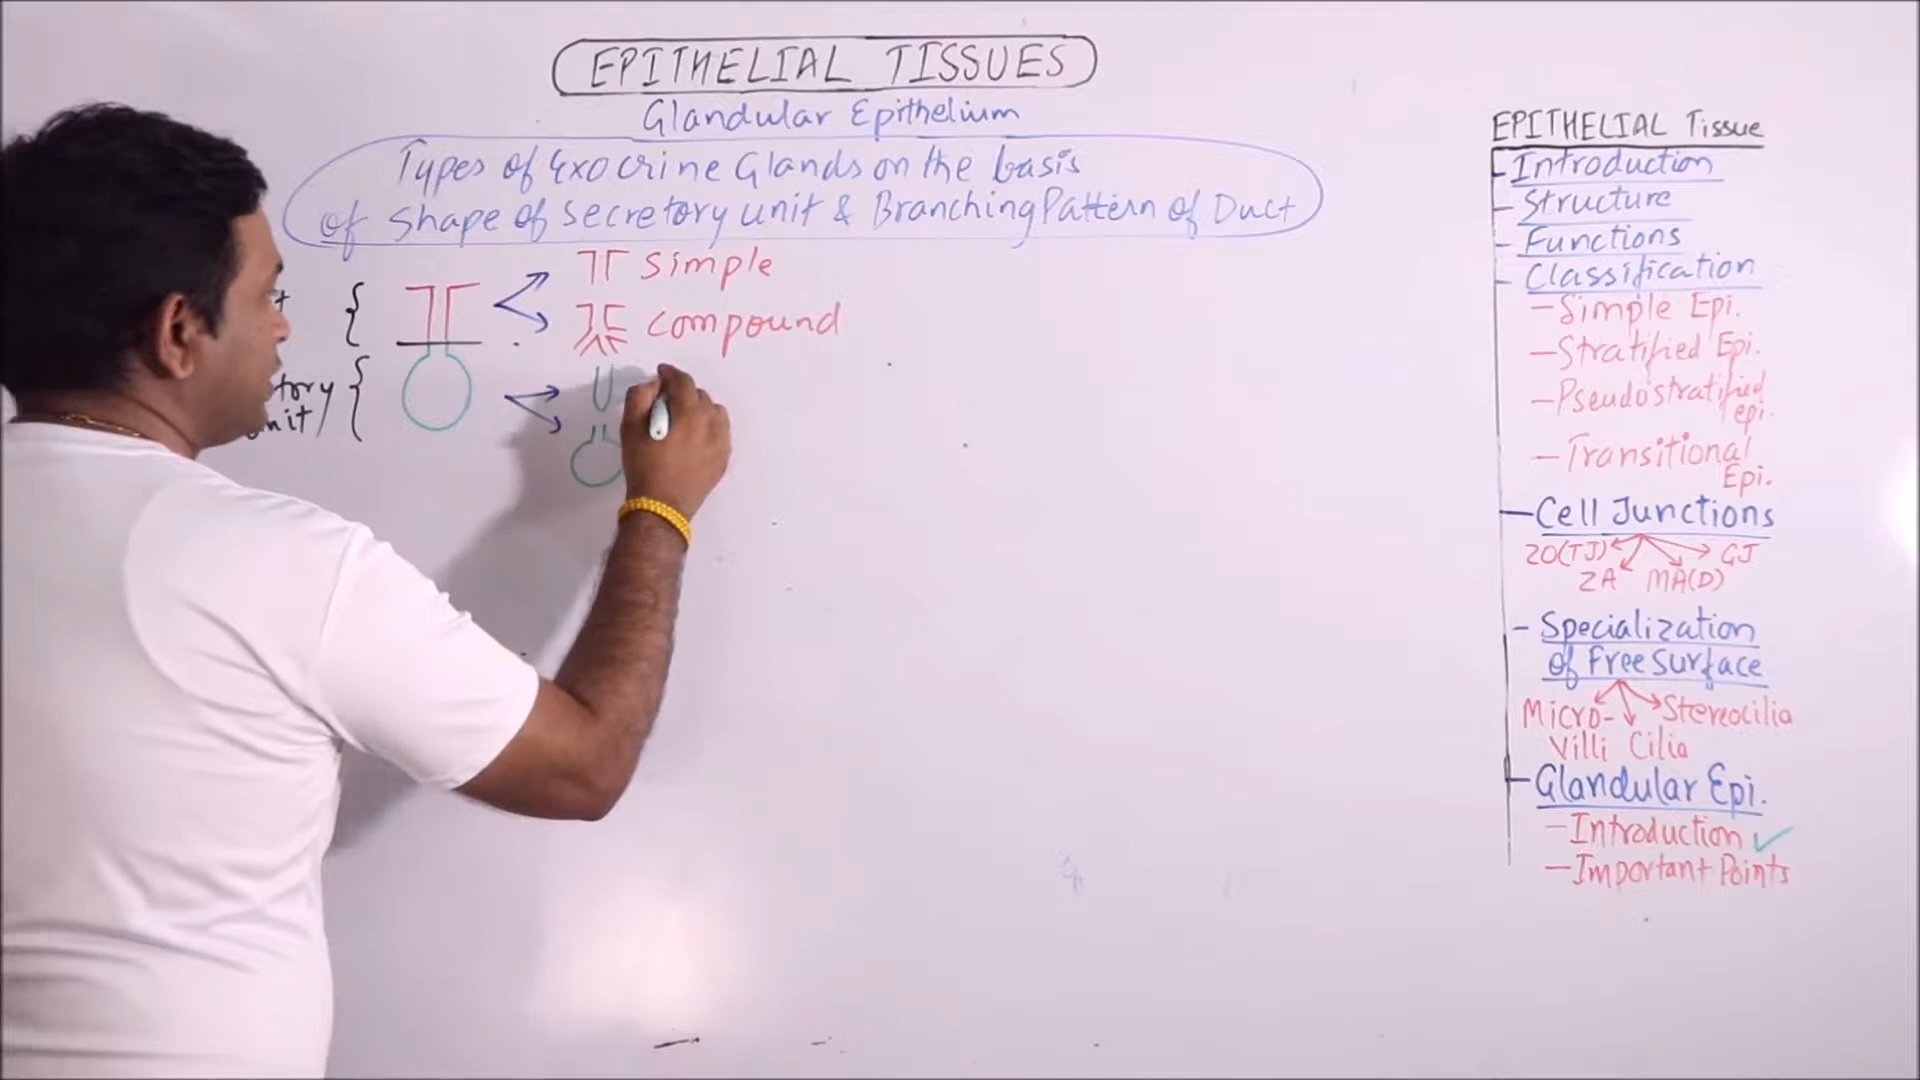 EPITHELIAL TISSUES
Glandular Epithelium
Types of Exocrine Glands on the basis
of Shape of Secretory unit & Branching Pattern of Duct
Simple
Compound
EPITHELIAL Tissue
- Introduction
- Structure
- Functions
- Classification
- Simple Epi.
- Stratified Epi.
- Pseudostratified
epi.
- Transitional
Epi.
- Cell Junctions
ZO(TJ) GJ
ZA MA(D)
- Specialization
of Free Surface
Micro- Stereocilia
Villi Cilia
- Glandular Epi.
- Introduction ✓
- Important Points